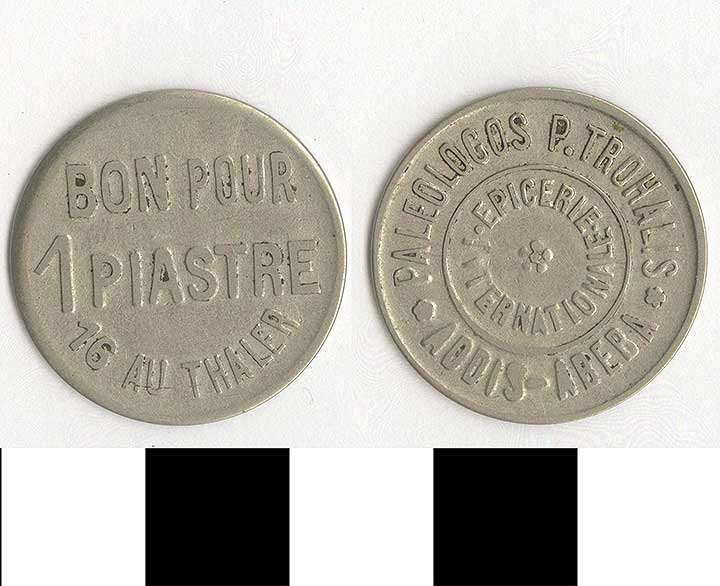 BON POUR
1 PIASTRE
16 AU THALER
PALEOLOGOS P. TROHALIS
ADDIS-ABEBA
EPICERIE-
INTERNATIONALE